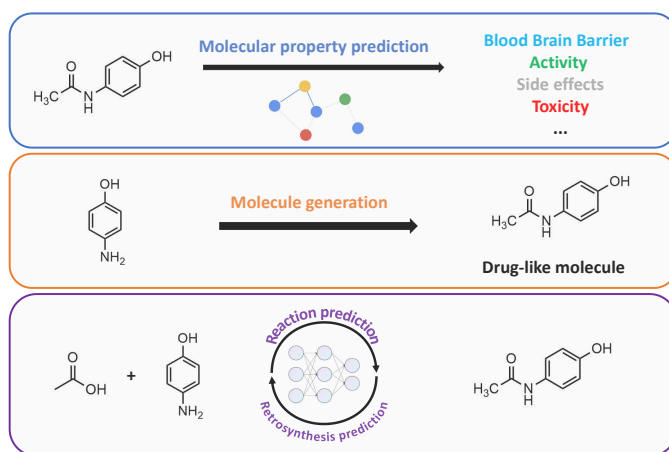 Molecular property prediction
OH
O
H₃C
N
H
Blood Brain Barrier
Activity
Side effects
Toxicity
...
OH
NH₂
Molecule generation
O
OH
H₃C
N
H
Drug-like molecule
O
OH
+
OH
NH₂
Reaction prediction
Retrosynthesis prediction
O
OH
H₃C
N
H